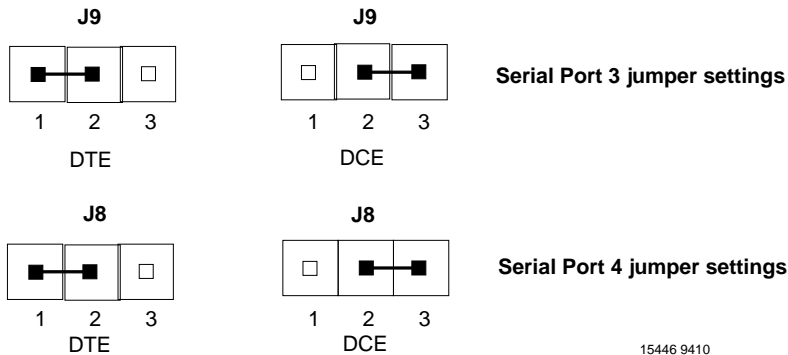 J9 J9
Serial Port 3 jumper settings
1 2 3 1 2 3
DTE DCE
J8 J8
Serial Port 4 jumper settings
1 2 3 1 2 3
DTE DCE
15446 9410